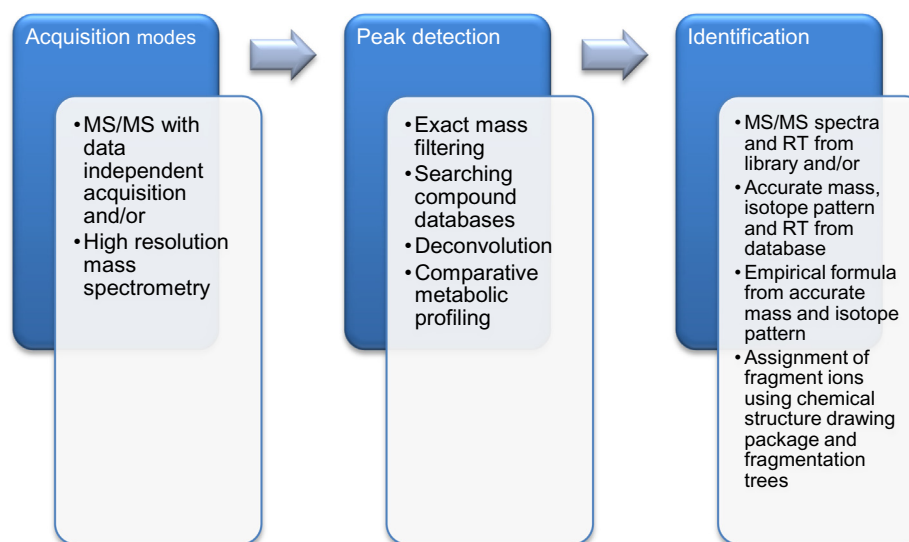 Acquisition modes
•MS/MS with
data
independent
acquisition
and/or
•High resolution
mass
spectrometry
Peak detection
•Exact mass
filtering
•Searching
compound
databases
•Deconvolution
•Comparative
metabolic
profiling
Identification
•MS/MS spectra
and RT from
library and/or
•Accurate mass,
isotope pattern
and RT from
database
•Empirical formula
from accurate
mass and isotope
pattern
•Assignment of
fragment ions
using chemical
structure drawing
package and
fragmentation
trees